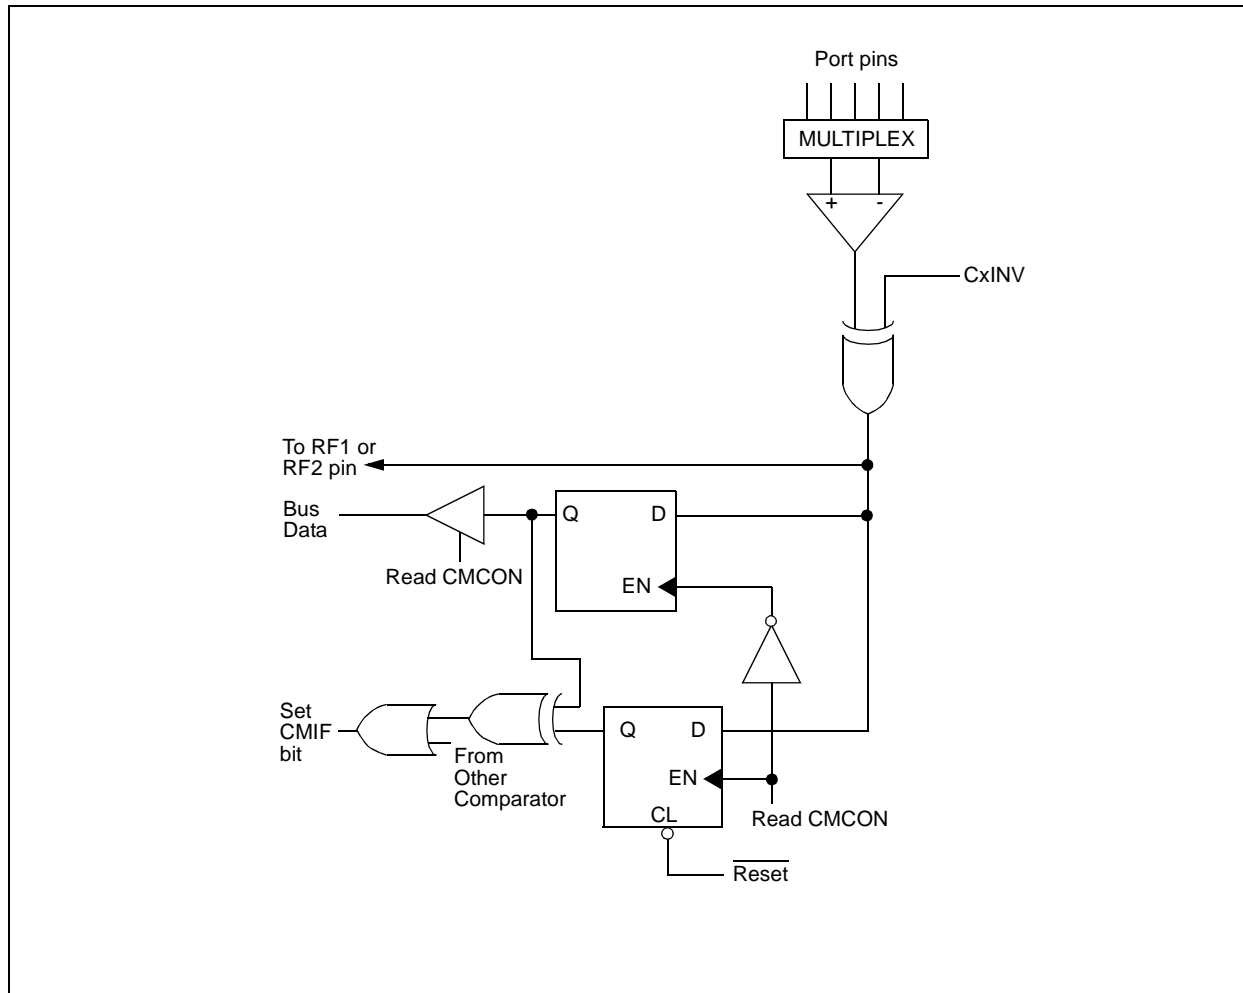 Port pins
MULTIPLEX
+ -
CxINV
To RF1 or
RF2 pin
Bus
Data
Q D
EN
Read CMCON
Set
CMIF
bit
From
Other
Comparator
Q D
EN
CL
Read CMCON
Reset